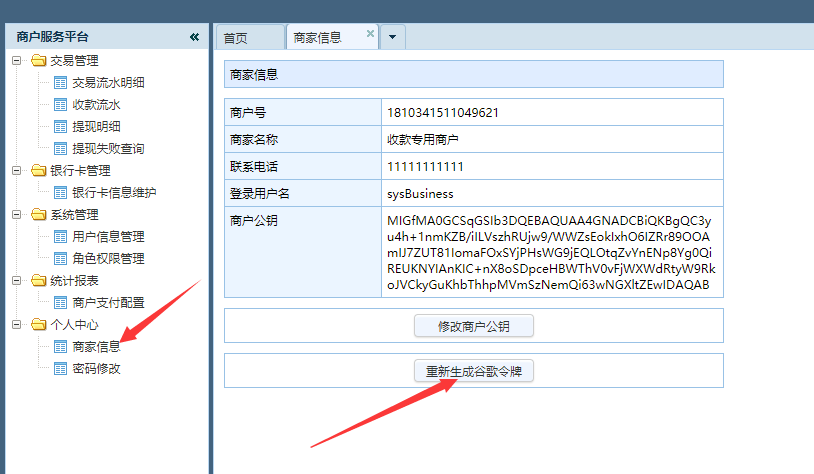 商户服务平台
首页
商家信息
交易管理
交易流水明细
收款流水
提现明细
提现失败查询
银行卡管理
银行卡信息维护
系统管理
用户信息管理
角色权限管理
统计报表
商户支付配置
个人中心
商家信息
密码修改
商家信息
商户号 1810341511049621
商家名称 收款专用商户
联系电话 11111111111
登录用户名 sysBusiness
商户公钥 MIGfMA0GCSqGSIb3DQEBAQUAA4GNADCBiQKBgQC3y
u4h+1nmKZB/iILVszhRUjw9/WWZsEokIxhO6IZRr89OOA
mIJ7ZUT81IomaFOxSYjPHsWG9jEQLOtqZvYnENp8Yg0Qi
REUKNYIAnKIC+nX8oSDpceHBWThV0vFjWXWdRtyW9Rko
JVCkyGuKhbThhpMVmSzNemQi63wNGXltZEwIDAQAB
修改商户公钥
重新生成谷歌令牌